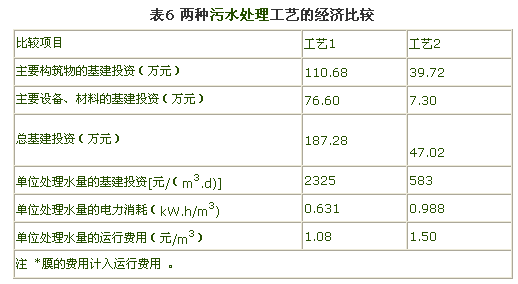 表6 两种污水处理工艺的经济比较
比较项目 工艺1 工艺2
主要构筑物的基建投资（万元） 110.68 39.72
主要设备、材料的基建投资（万元） 76.60 7.30
总基建投资（万元） 187.28 47.02
单位处理水量的基建投资[元/（m³.d)] 2325 583
单位处理水量的电力消耗（kW.h/m³） 0.631 0.988
单位处理水量的运行费用（元/m³） 1.08 1.50
注 *膜的费用计入运行费用 。